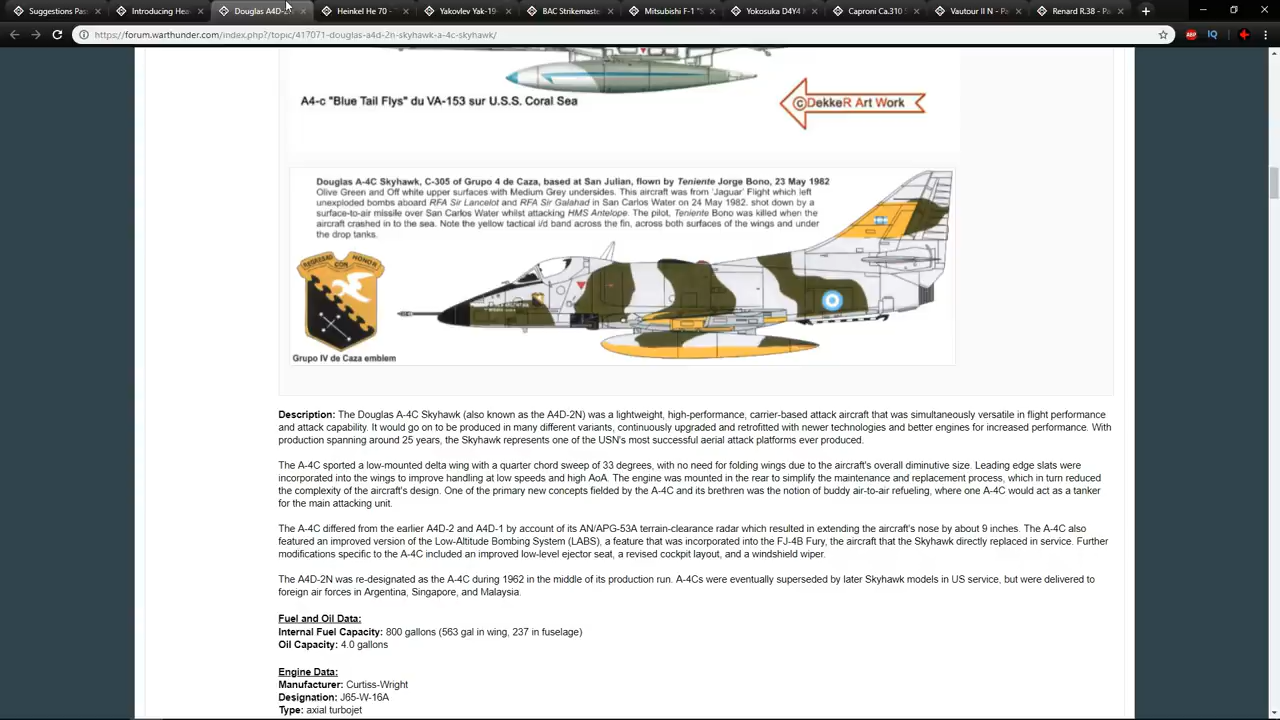 Suggestions Pas
Introducing Hea
Douglas A4D-2N
Heinkel He 70 -
Yakovlev Yak-19
BAC Strikemaste
Mitsubishi F-1 "S
Yokosuka D4Y4
Caproni Ca.310
Vautour II N - Pa
Renard R.38 - Pa
https://forum.warthunder.com/index.php?/topic/417071-douglas-a4d-2n-skyhawk-a-4c-skyhawk/
ABP
IQ
A4-c "Blue Tail Flys" du VA-153 sur U.S.S. Coral Sea
©DekkeR Art Work
Douglas A-4C Skyhawk, C-305 of Grupo 4 de Caza, based at San Julian, flown by Teniente Jorge Bono, 23 May 1982
Olive Green and Off white upper surfaces with Medium Grey undersides. This aircraft was from 'Jaguar' Flight which left
unexploded bombs aboard RFA Sir Lancelot and RFA Sir Galahad in San Carlos Water on 24 May 1982. shot down by a
surface-to-air missile over San Carlos Water whilst attacking HMS Antelope. The pilot, Teniente Bono was killed when the
aircraft crashed in to the sea. Note the yellow tactical i/d band across the fin, across both surfaces of the wings and under
the drop tanks.
Grupo IV de Caza emblem
Description: The Douglas A-4C Skyhawk (also known as the A4D-2N) was a lightweight, high-performance, carrier-based attack aircraft that was simultaneously versatile in flight performance
and attack capability. It would go on to be produced in many different variants, continuously upgraded and retrofitted with newer technologies and better engines for increased performance. With
production spanning around 25 years, the Skyhawk represents one of the USN's most successful aerial attack platforms ever produced.
The A-4C sported a low-mounted delta wing with a quarter chord sweep of 33 degrees, with no need for folding wings due to the aircraft's overall diminutive size. Leading edge slats were
incorporated into the wings to improve handling at low speeds and high AoA. The engine was mounted in the rear to simplify the maintenance and replacement process, which in turn reduced
the complexity of the aircraft's design. One of the primary new concepts fielded by the A-4C and its brethren was the notion of buddy air-to-air refueling, where one A-4C would act as a tanker
for the main attacking unit.
The A-4C differed from the earlier A4D-2 and A4D-1 by account of its AN/APG-53A terrain-clearance radar which resulted in extending the aircraft's nose by about 9 inches. The A-4C also
featured an improved version of the Low-Altitude Bombing System (LABS), a feature that was incorporated into the FJ-4B Fury, the aircraft that the Skyhawk directly replaced in service. Further
modifications specific to the A-4C included an improved low-level ejector seat, a revised cockpit layout, and a windshield wiper.
The A4D-2N was re-designated as the A-4C during 1962 in the middle of its production run. A-4Cs were eventually superseded by later Skyhawk models in US service, but were delivered to
foreign air forces in Argentina, Singapore, and Malaysia.
Fuel and Oil Data:
Internal Fuel Capacity: 800 gallons (563 gal in wing, 237 in fuselage)
Oil Capacity: 4.0 gallons
Engine Data:
Manufacturer: Curtiss-Wright
Designation: J65-W-16A
Type: axial turbojet